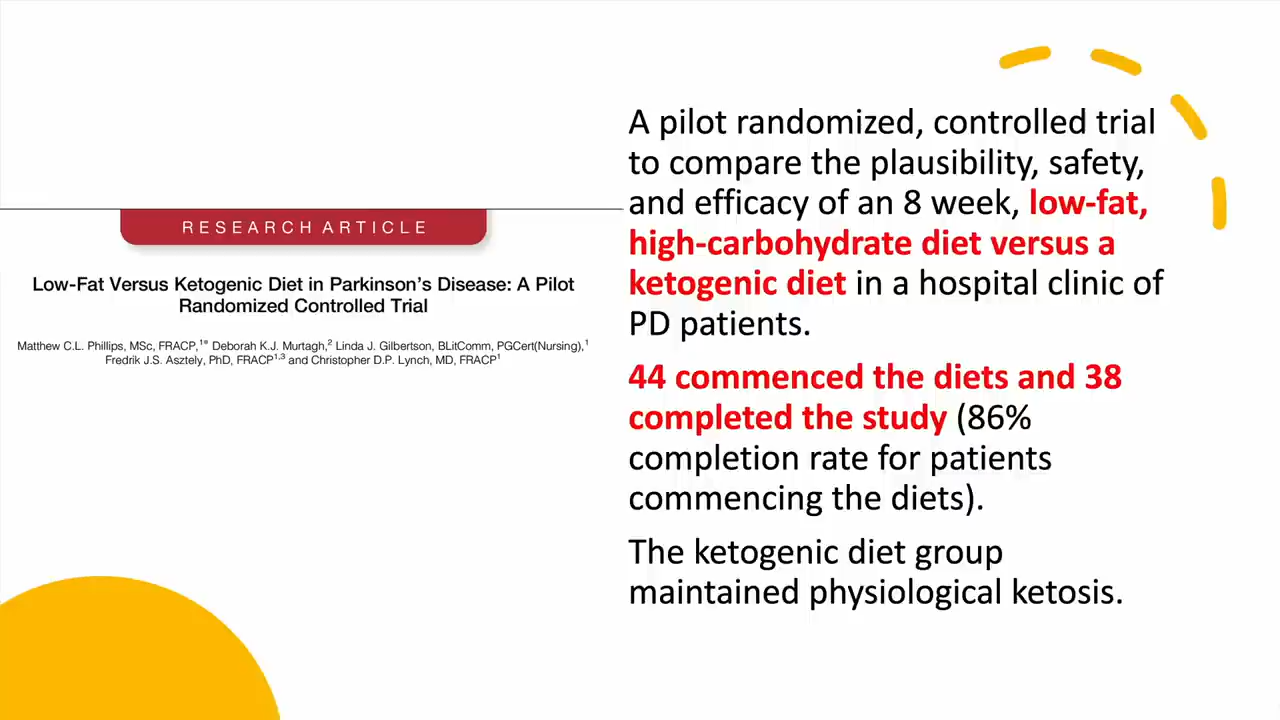 RESEARCH ARTICLE
Low-Fat Versus Ketogenic Diet in Parkinson's Disease: A Pilot
Randomized Controlled Trial
Matthew C.L. Phillips, MSc, FRACP,1* Deborah K.J. Murtagh,2 Linda J. Gilbertson, BLitComm, PGCert(Nursing),1
Fredrik J.S. Asztely, PhD, FRACP1,3 and Christopher D.P. Lynch, MD, FRACP1
A pilot randomized, controlled trial
to compare the plausibility, safety,
and efficacy of an 8 week, low-fat,
high-carbohydrate diet versus a
ketogenic diet in a hospital clinic of
PD patients.
44 commenced the diets and 38
completed the study (86%
completion rate for patients
commencing the diets).
The ketogenic diet group
maintained physiological ketosis.